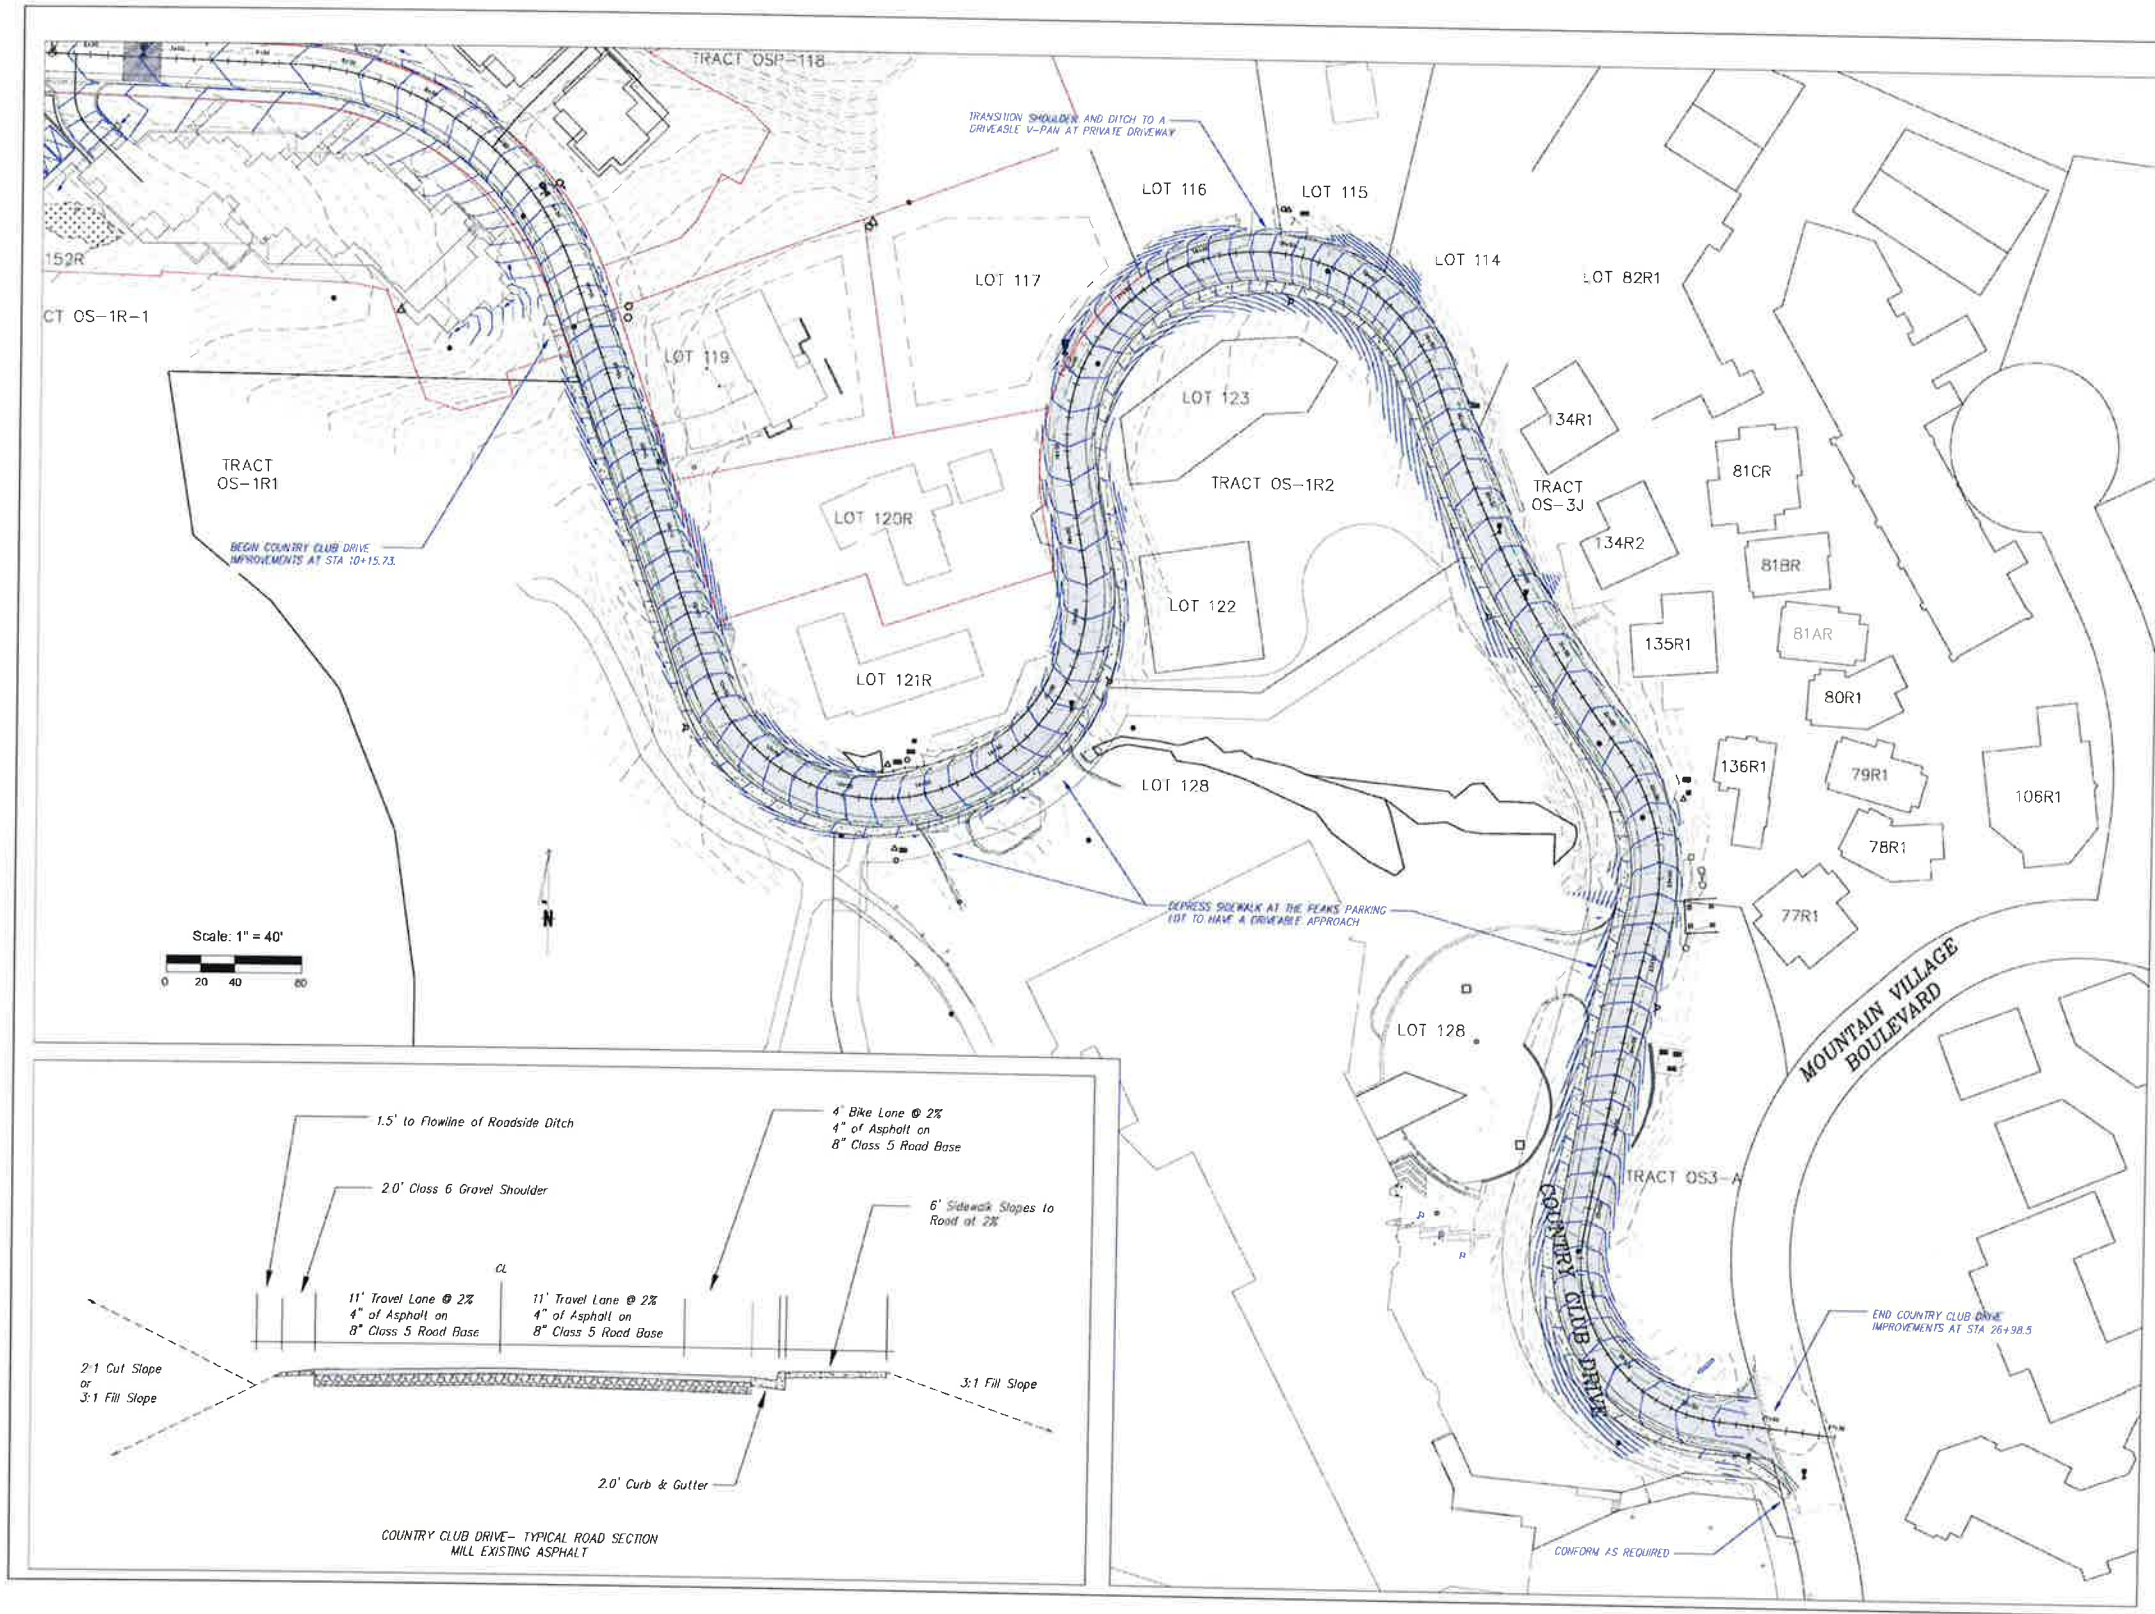 TRACT OSP-118
TRANSITION SHOULDER AND DITCH TO A
DRIVEABLE V-PAN AT PRIVATE DRIVEWAY
LOT 116
LOT 115
LOT 114
LOT 82R1
LOT 117
152R
CT OS-1R-1
LOT 119
LOT 123
134R1
TRACT
OS-1R1
TRACT OS-1R2
TRACT
OS-3J
81CR
LOT 120R
134R2
81BR
BEGIN COUNTRY CLUB DRIVE
IMPROVEMENTS AT STA 10+15.73.
LOT 122
81AR
135R1
LOT 121R
80R1
136R1
79R1
LOT 128
106R1
78R1
DEPRESS SIDEWALK AT THE PEAKS PARKING
LOT TO HAVE A DRIVEABLE APPROACH
77R1
N
Scale: 1" = 40'
0 20 40 80
MOUNTAIN VILLAGE
BOULEVARD
LOT 128
TRACT OS3-A
COUNTRY CLUB DRIVE
END COUNTRY CLUB DRIVE
IMPROVEMENTS AT STA 26+98.5
CONFORM AS REQUIRED
1.5' to Flowline of Roadside Ditch
4' Bike Lane @ 2%
4" of Asphalt on
8" Class 5 Road Base
2.0' Class 6 Gravel Shoulder
6' Sidewalk Slopes to
Road at 2%
CL
11' Travel Lane @ 2%
4" of Asphalt on
8" Class 5 Road Base
11' Travel Lane @ 2%
4" of Asphalt on
8" Class 5 Road Base
2:1 Cut Slope
or
3:1 Fill Slope
3:1 Fill Slope
2.0' Curb & Gutter
COUNTRY CLUB DRIVE- TYPICAL ROAD SECTION
MILL EXISTING ASPHALT